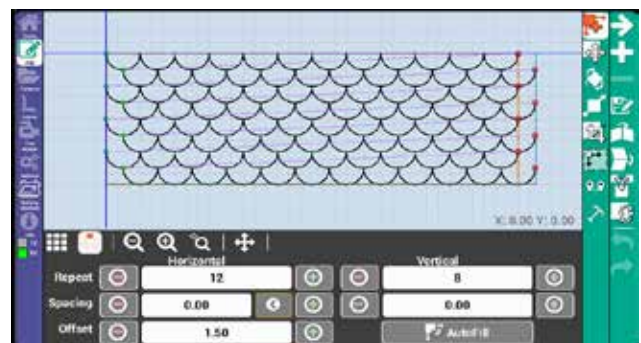 X: 0.00 Y: 0.00
Horizontal
Vertical
Repeat
12
8
Spacing
0.00
0.00
Offset
1.50
AutoFill